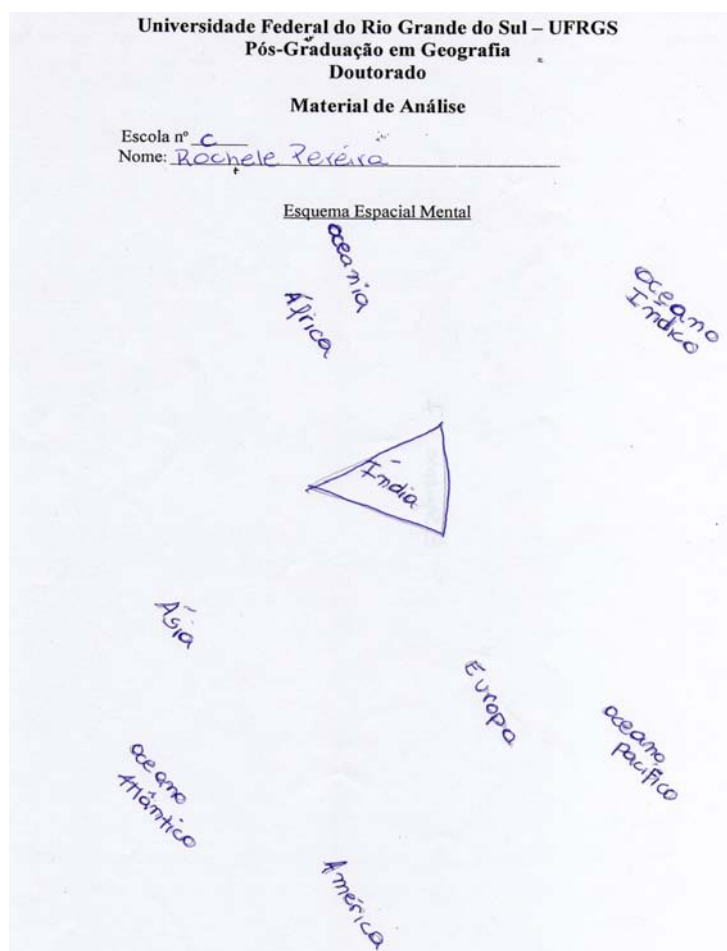 Universidade Federal do Rio Grande do Sul – UFRGS
Pós-Graduação em Geografia
Doutorado
Material de Análise
Escola nº C
Nome: Rochele Pereira
Esquema Espacial Mental
Oceania
África
Oceano
Índico
Índia
Ásia
Europa
Oceano
Pacífico
Oceano
Atlântico
América